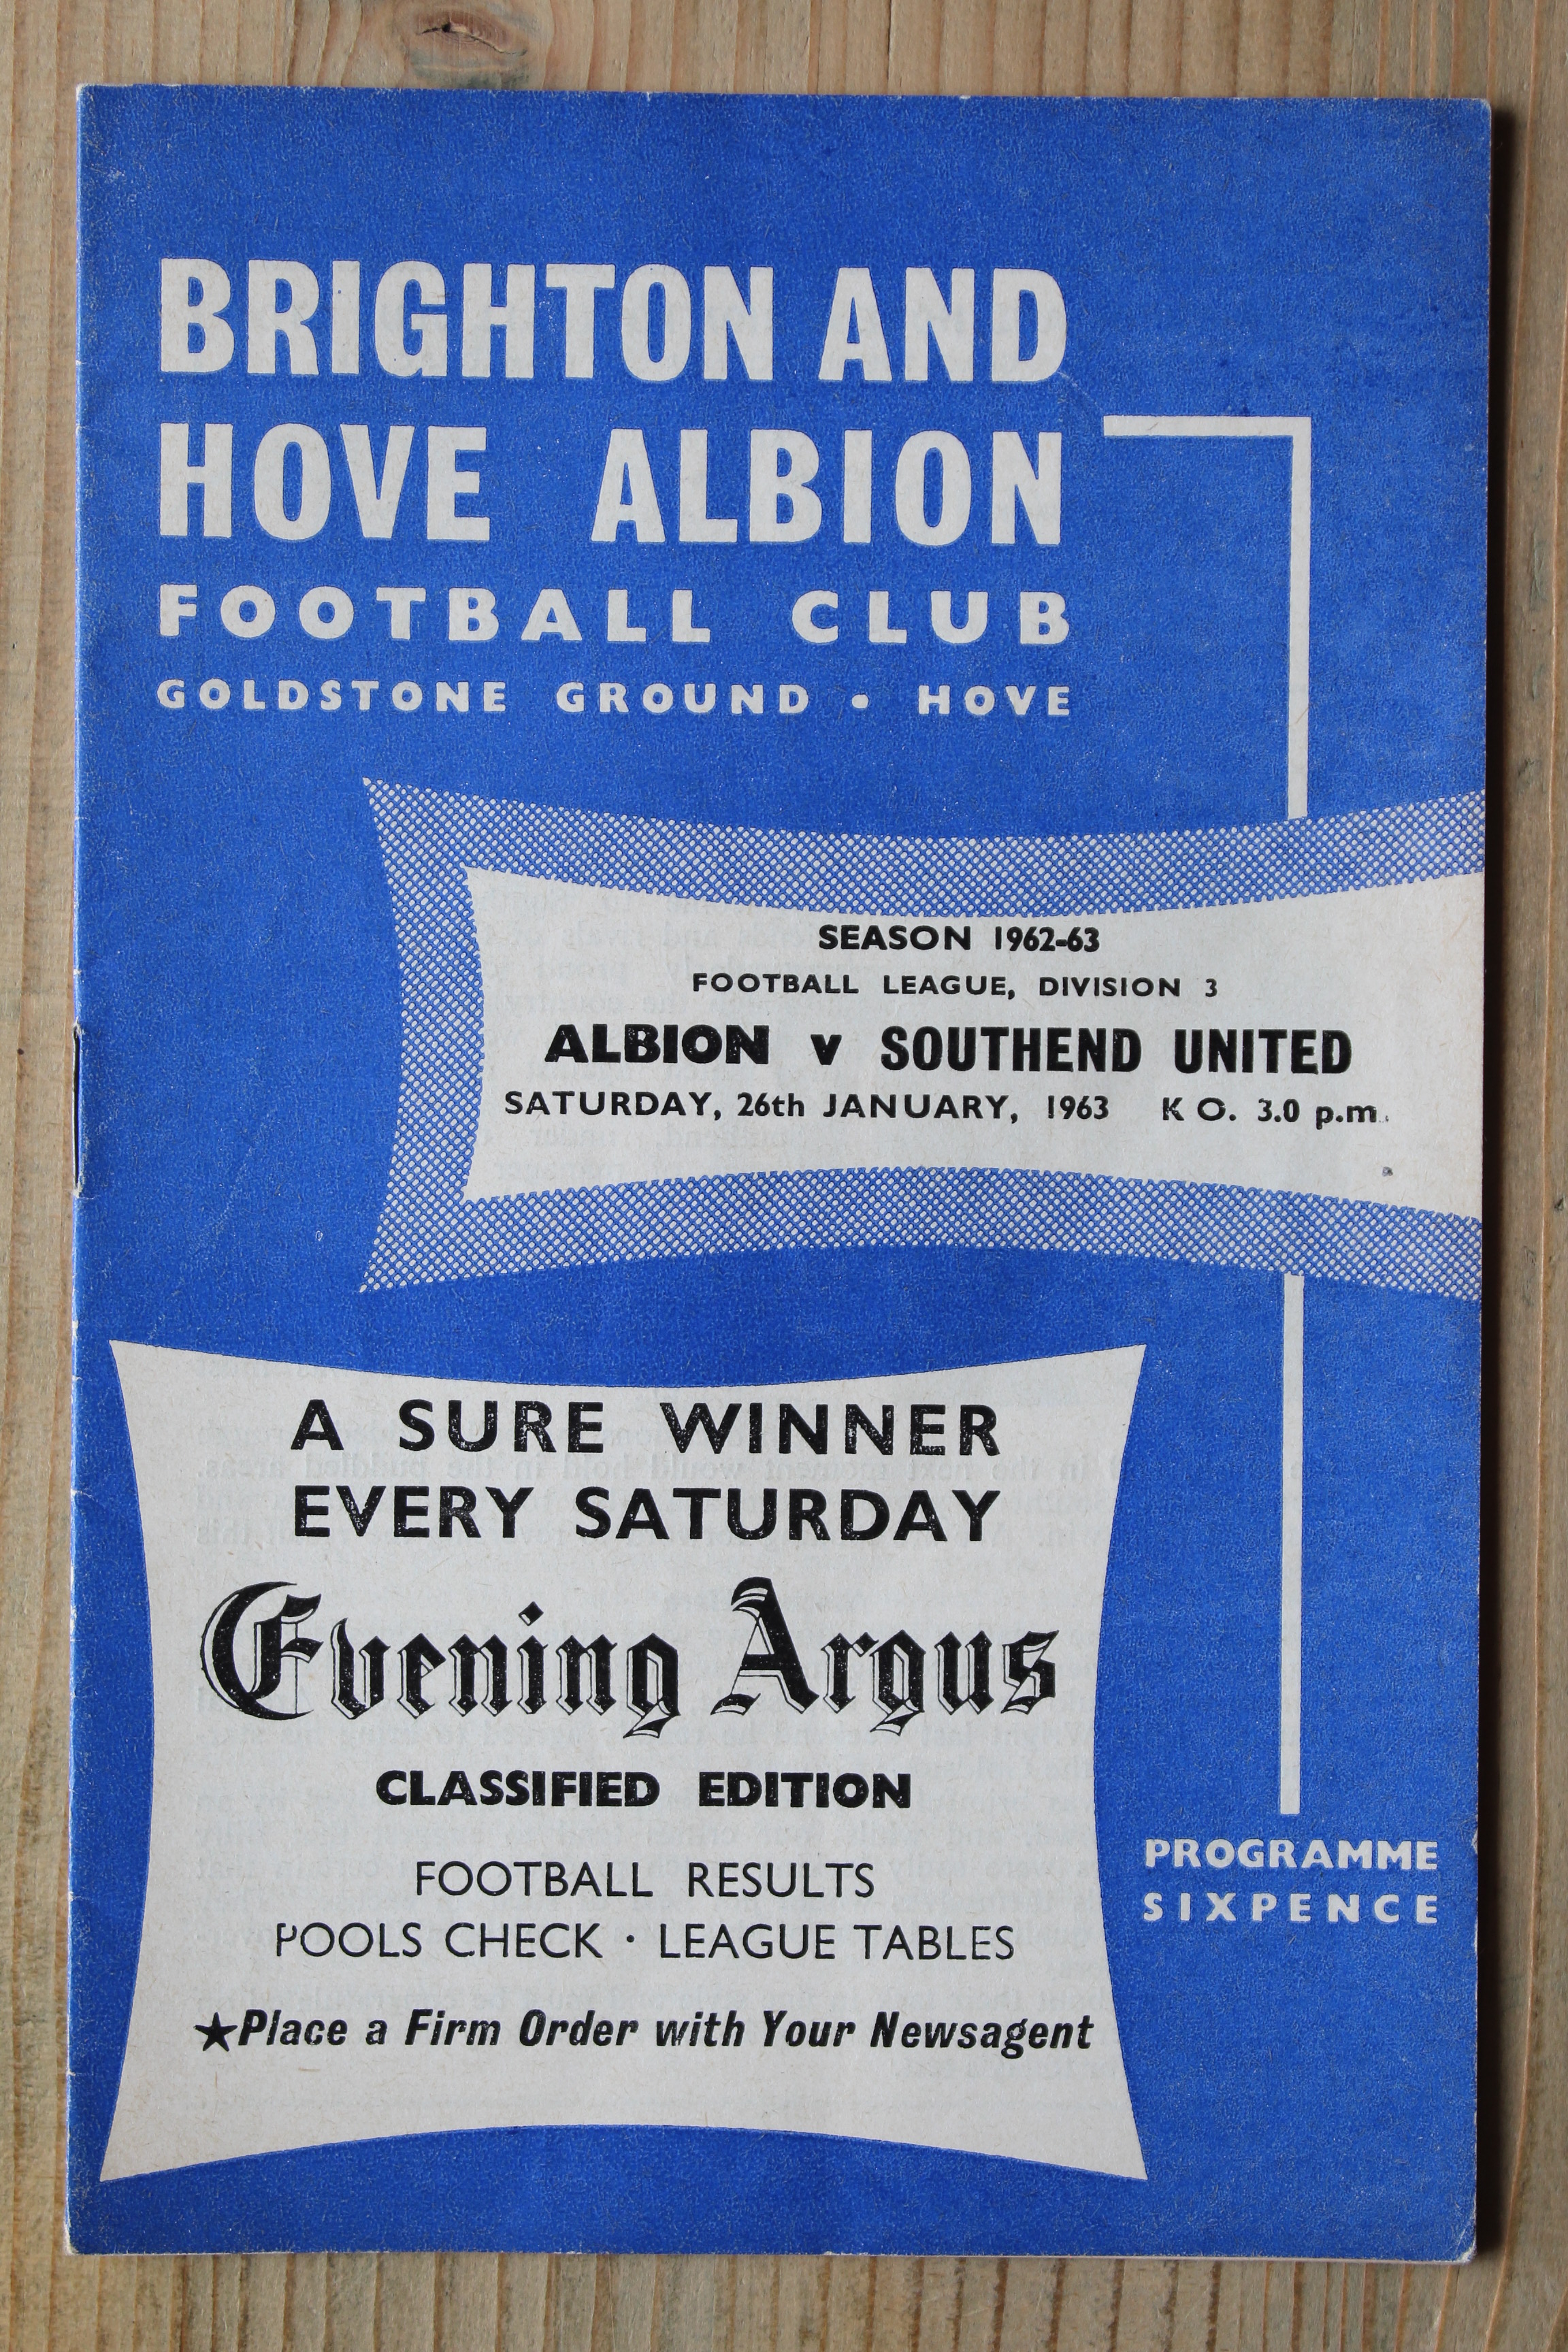 BRIGHTON AND
HOVE ALBION
FOOTBALL CLUB
GOLDSTONE GROUND • HOVE
SEASON 1962-63
FOOTBALL LEAGUE, DIVISION 3
ALBION v SOUTHEND UNITED
SATURDAY, 26th JANUARY, 1963 K O. 3.0 p.m.
A SURE WINNER
EVERY SATURDAY
Evening Argus
CLASSIFIED EDITION
FOOTBALL RESULTS
POOLS CHECK • LEAGUE TABLES
★Place a Firm Order with Your Newsagent
PROGRAMME
SIXPENCE